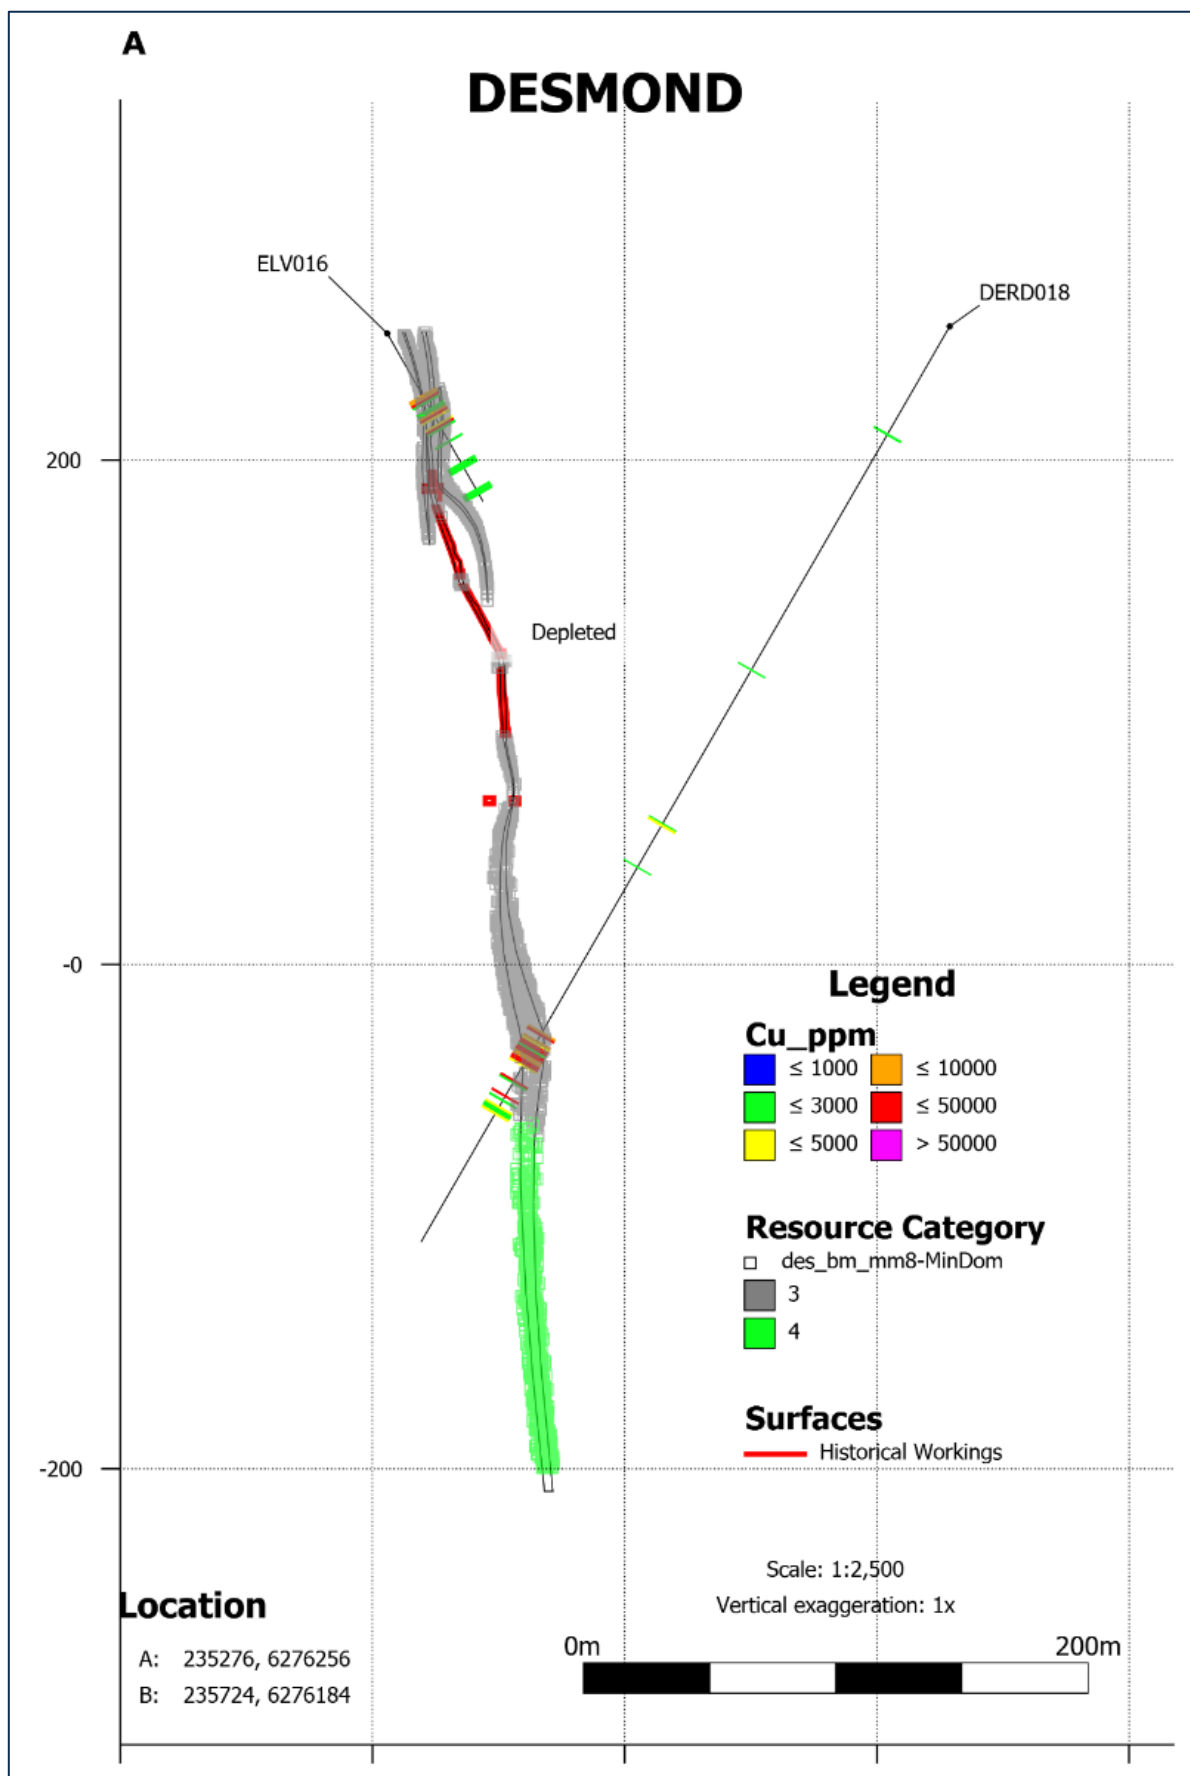 A
DESMOND
ELV016
DERD018
200
Depleted
-0
Legend
Cu_ppm
≤ 1000
≤ 10000
≤ 3000
≤ 50000
≤ 5000
> 50000
Resource Category
des_bm_mm8-MinDom
3
4
Surfaces
Historical Workings
-200
Scale: 1:2,500
Vertical exaggeration: 1x
Location
0m 200m
A: 235276, 6276256
B: 235724, 6276184